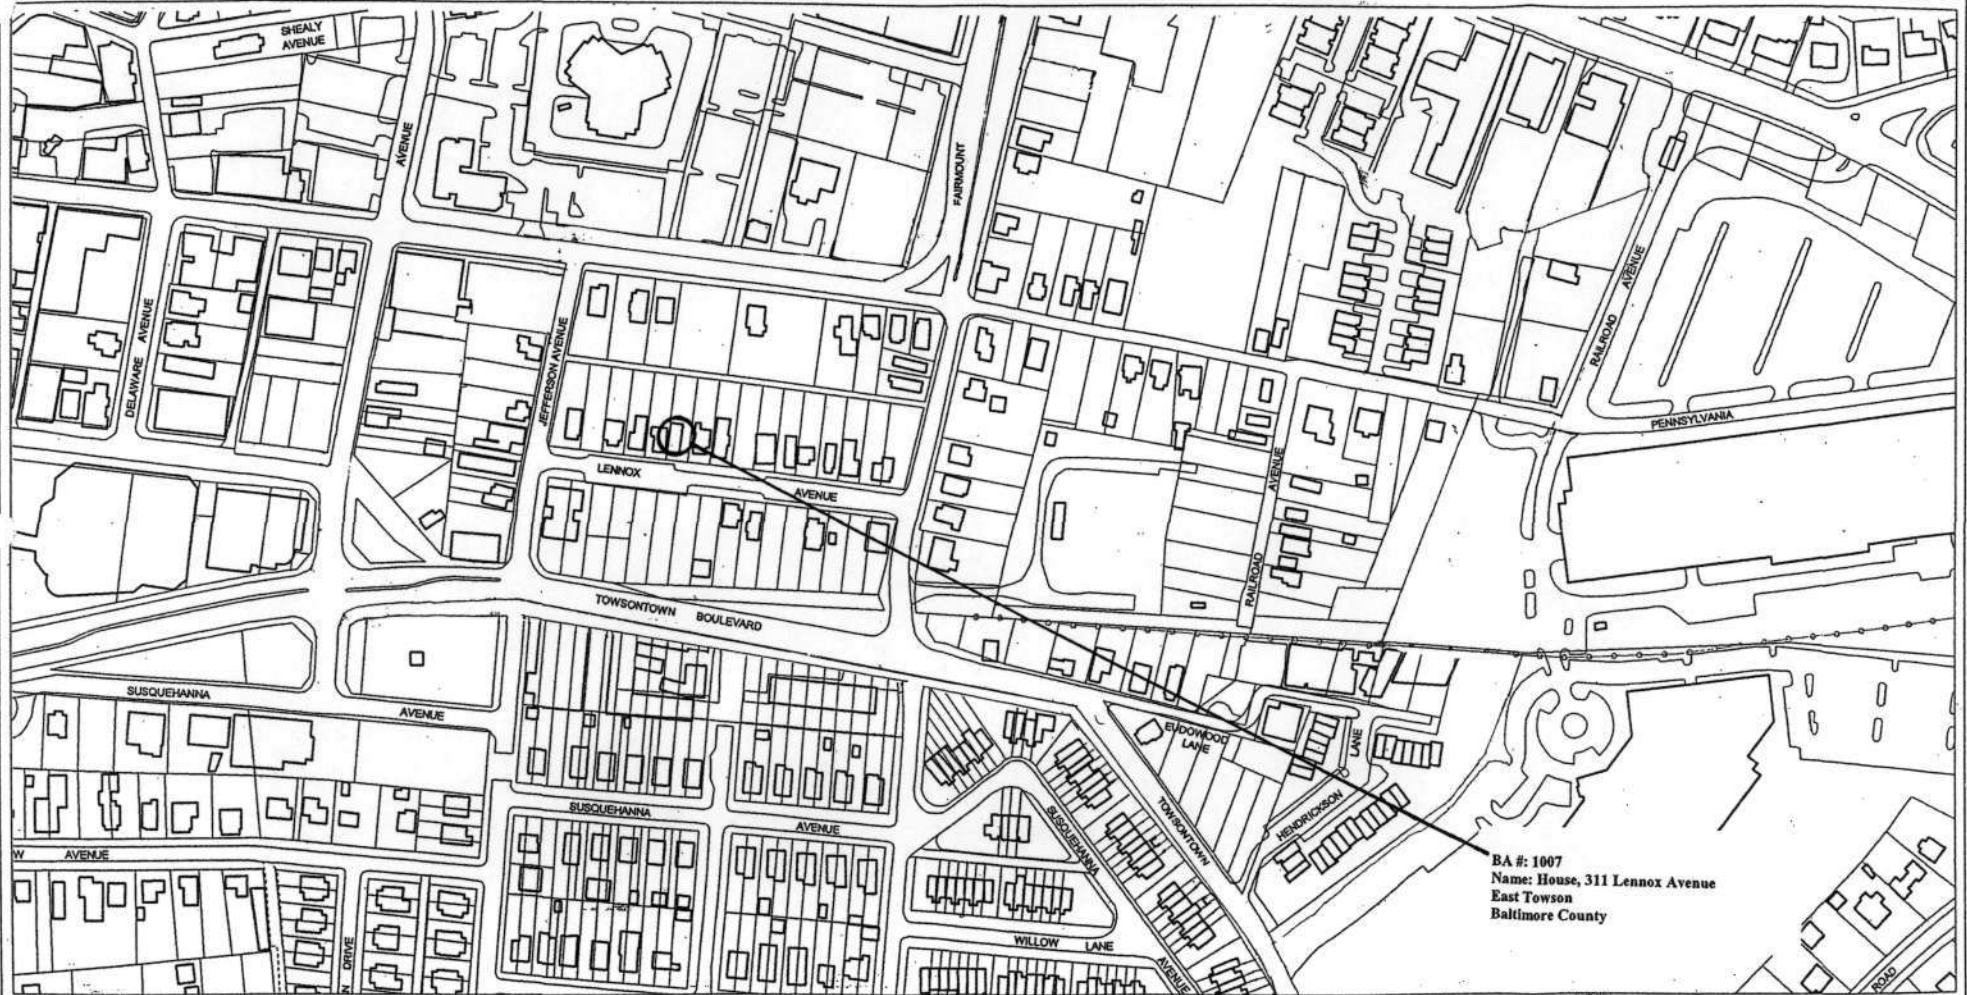 SHEALY
AVENUE
AVENUE
FAIRMOUNT
DELAWARE AVENUE
JEFFERSON AVENUE
RAILROAD AVENUE
PENNSYLVANIA
LENNOX
AVENUE
AVENUE
RAILROAD
TOWSONTOWN BOULEVARD
SUSQUEHANNA
AVENUE
EUDOWOOD
LANE
LANE
HENDRICKSON
TOWSONTOWN
SUSQUEHANNA
AVENUE
SUSQUEHANNA
AVENUE
W AVENUE
DRIVE
WILLOW LANE
ROAD
BA #: 1007
Name: House, 311 Lennox Avenue
East Towson
Baltimore County